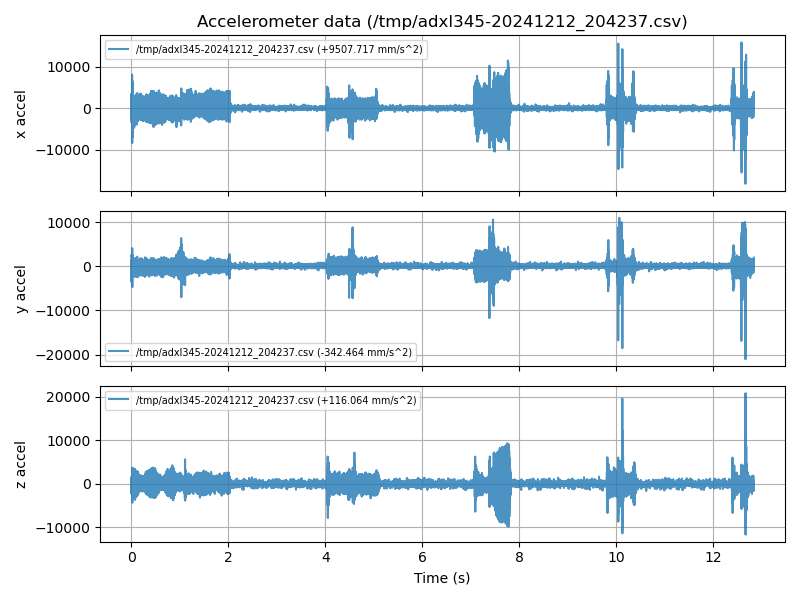 Accelerometer data (/tmp/adxl345-20241212_204237.csv)
/tmp/adxl345-20241212_204237.csv (+9507.717 mm/s^2)
10000
0
−10000
x accel
10000
0
−10000
−20000
y accel
/tmp/adxl345-20241212_204237.csv (-342.464 mm/s^2)
/tmp/adxl345-20241212_204237.csv (+116.064 mm/s^2)
20000
10000
0
−10000
z accel
0 2 4 6 8 10 12
Time (s)